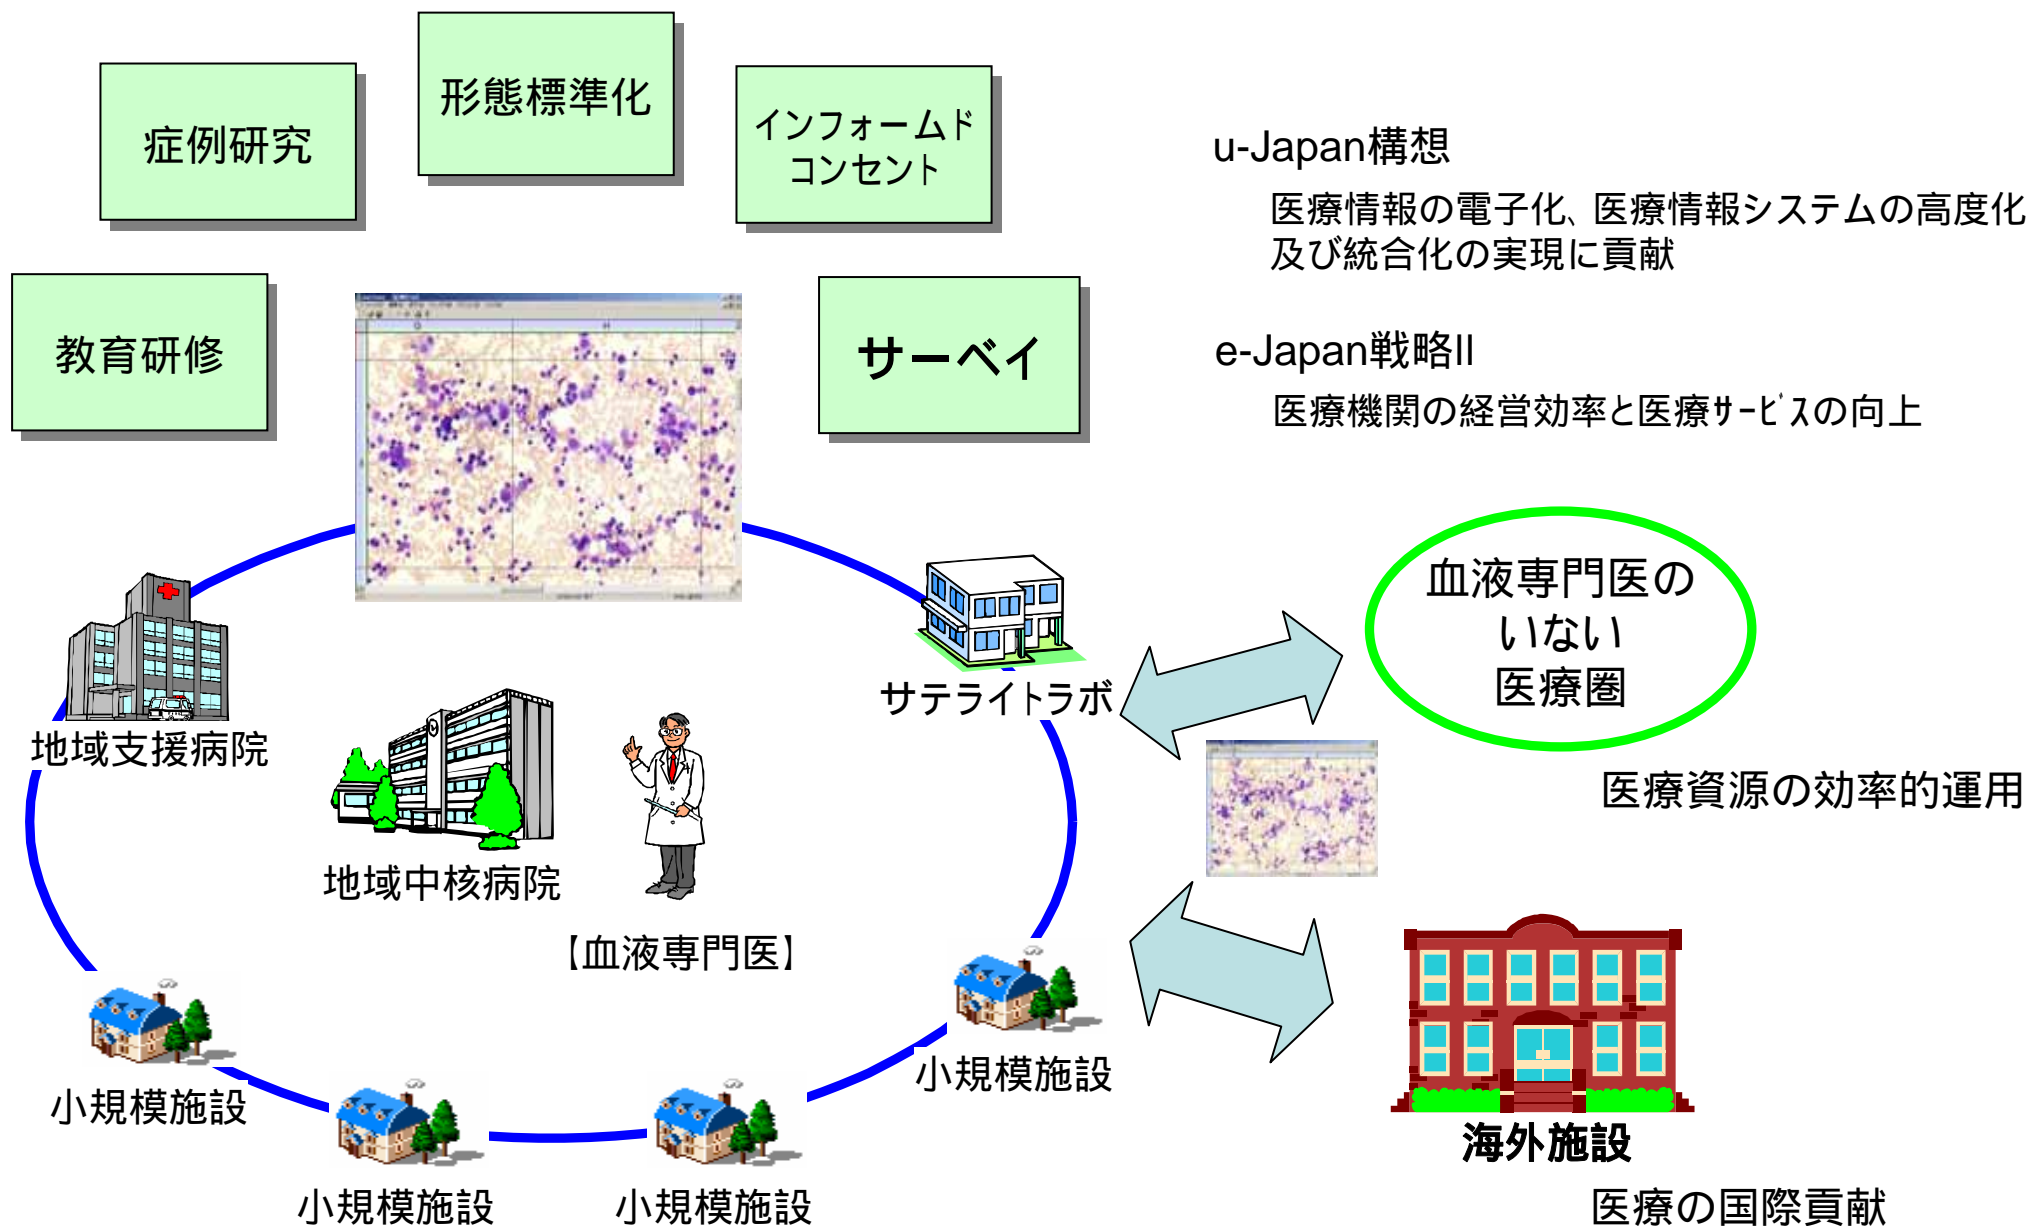 形態標準化
症例研究
インフォームド
コンセント
教育研修
サーベイ
u-Japan構想
医療情報の電子化、医療情報システムの高度化
及び統合化の実現に貢献
e-Japan戦略II
医療機関の経営効率と医療ｻｰﾋﾞｽの向上
血液専門医の
いない
医療圏
サテライトラボ
地域支援病院
医療資源の効率的運用
地域中核病院
【血液専門医】
小規模施設
小規模施設
小規模施設
小規模施設
海外施設
医療の国際貢献